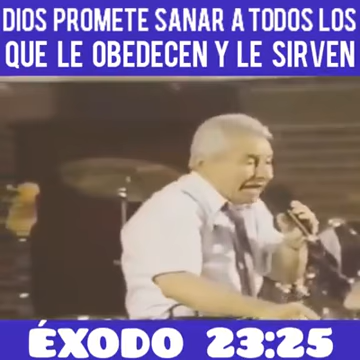 DIOS PROMETE SANAR A TODOS LOS
QUE LE OBEDECEN Y LE SIRVEN
ÉXODO 23:25